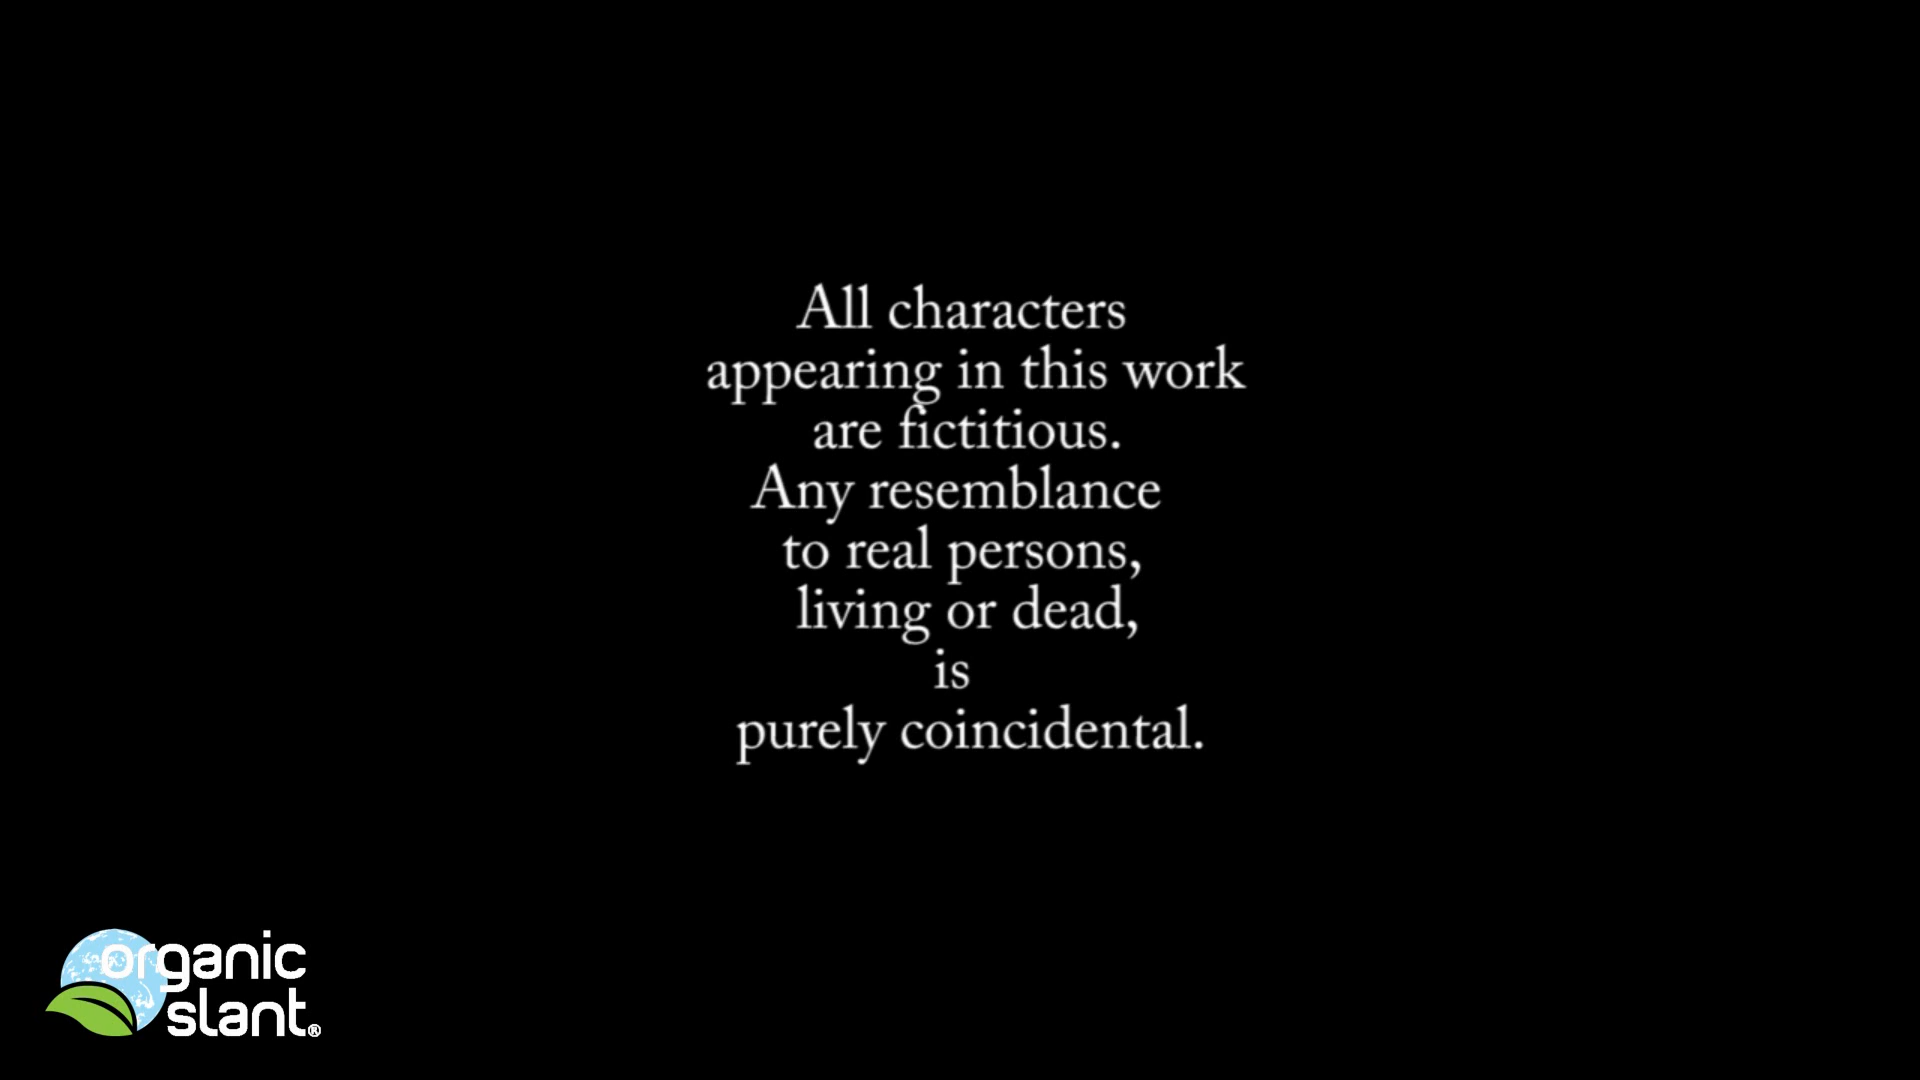 All characters
appearing in this work
are fictitious.
Any resemblance
to real persons,
living or dead,
is
purely coincidental.
organic
slant®